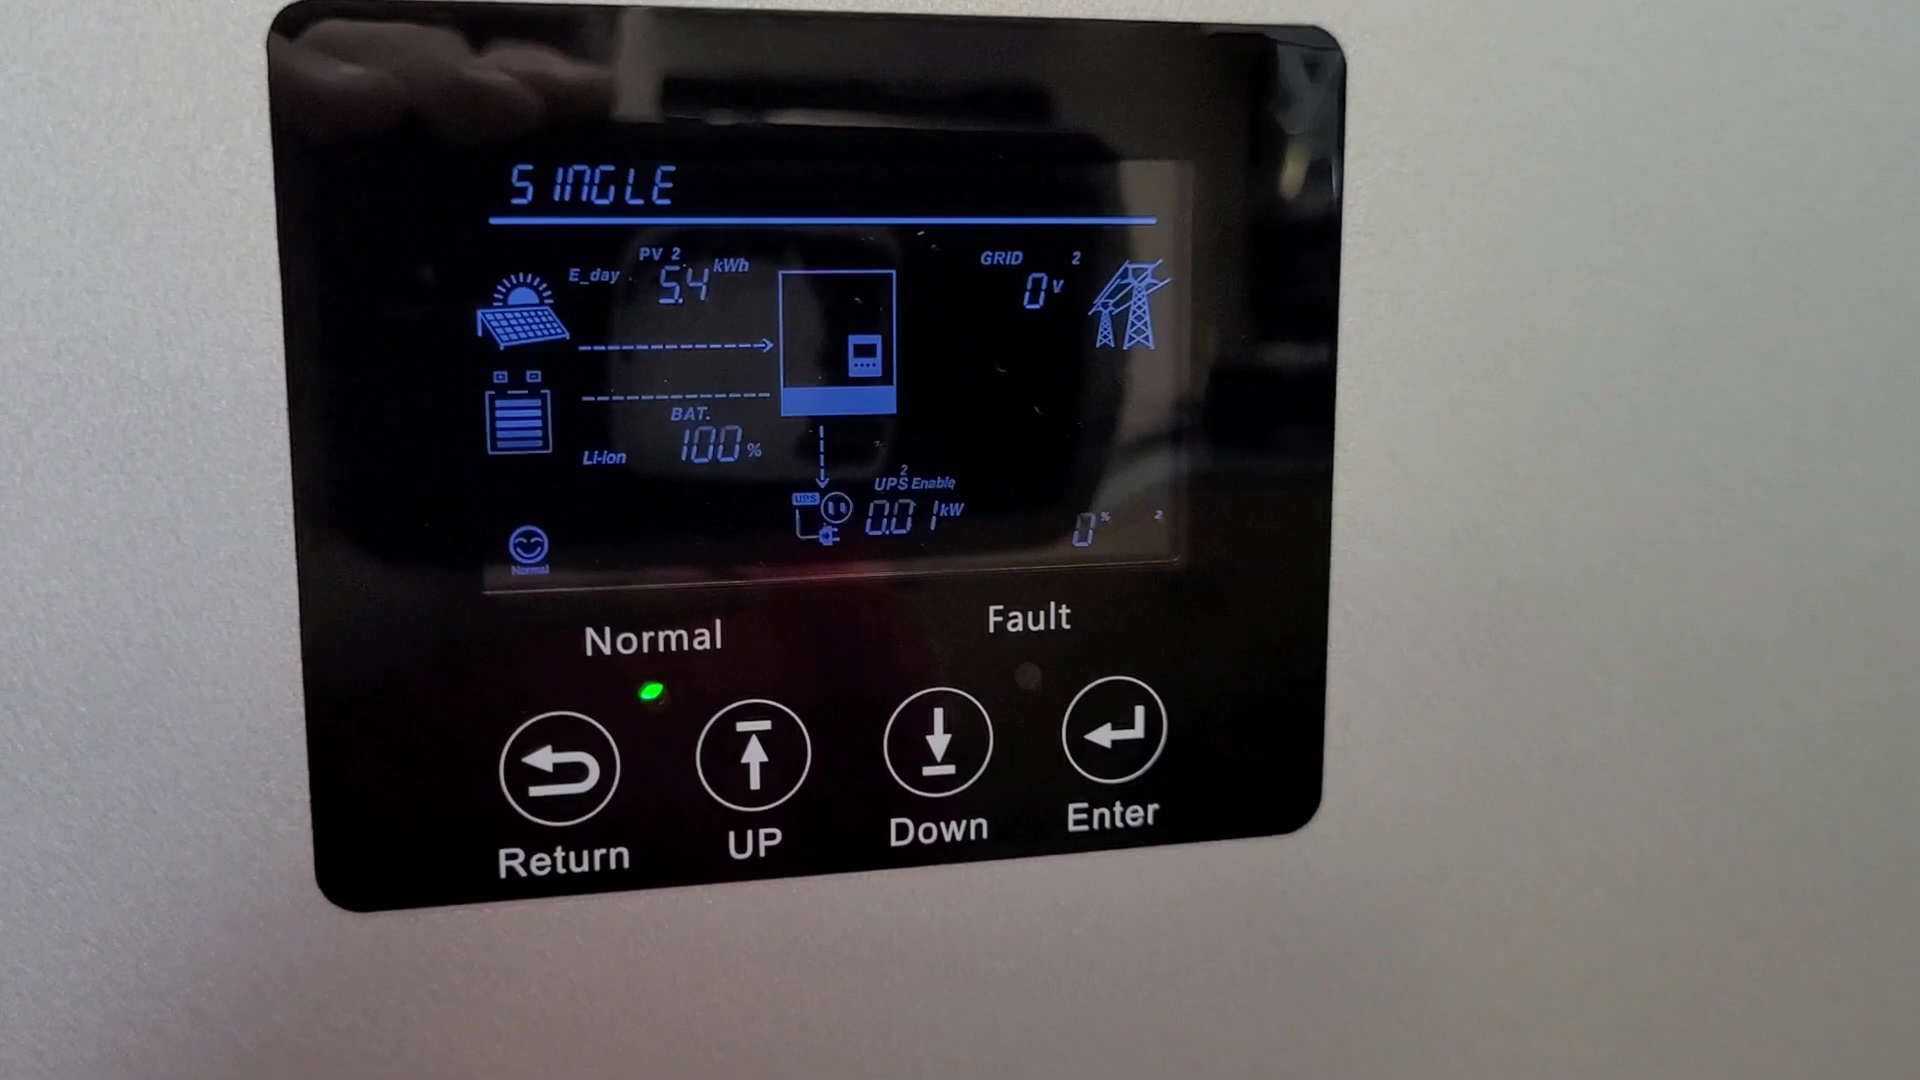 SINGLE
PV 2
E_day 5.4 kWh
GRID 2
0 V
BAT.
Li-ion 100 %
2
UPS Enable
UPS 0.01 kW
0 % 2
Normal
Normal
Fault
Return
UP
Down
Enter